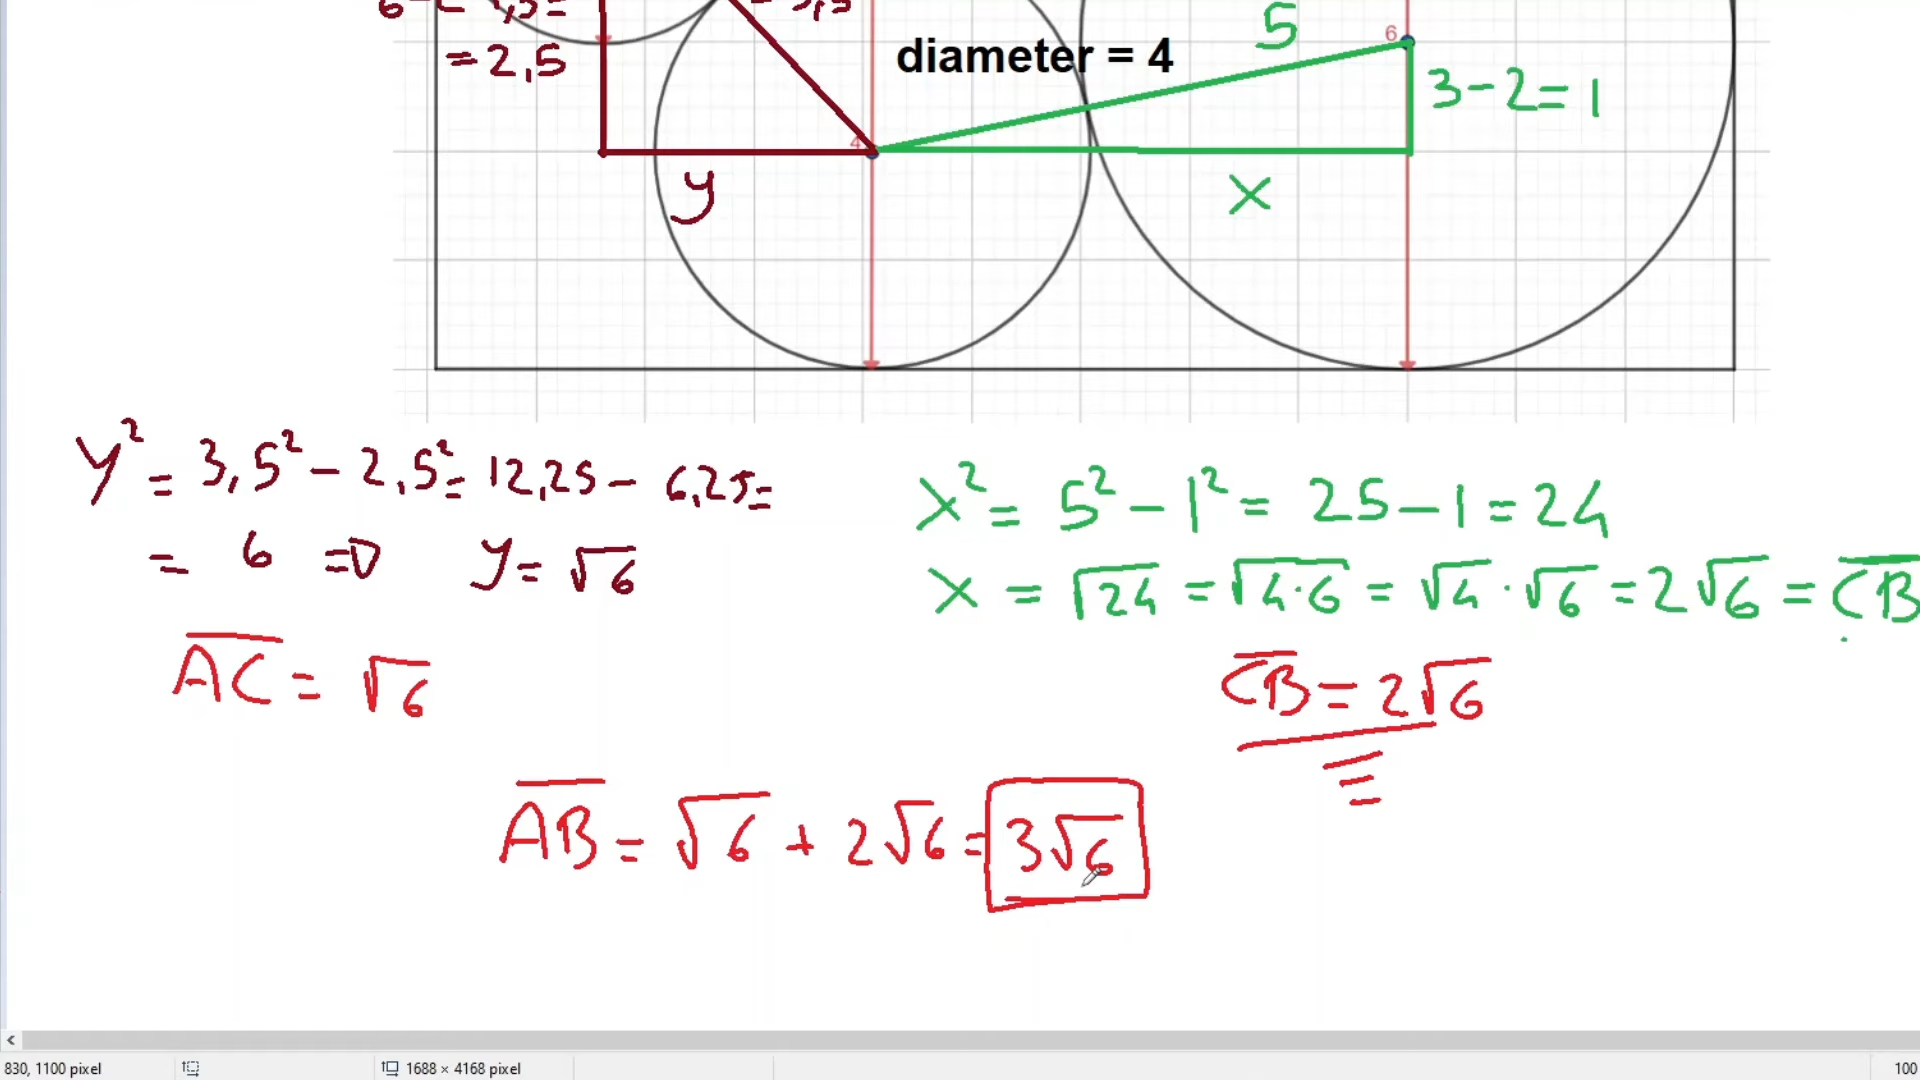 = 2,5
diameter = 4
5
6
3-2= 1
4
y
x
y² = 3,5² - 2,5² = 12,25 - 6,25 =
= 6 => y = √6
x² = 5² - 1² = 25 - 1 = 24
x = √24 = √4·6 = √4 · √6 = 2√6 = CB
AC = √6
CB = 2√6
AB = √6 + 2√6 = 3√6
830, 1100 pixel
1688 × 4168 pixel
100